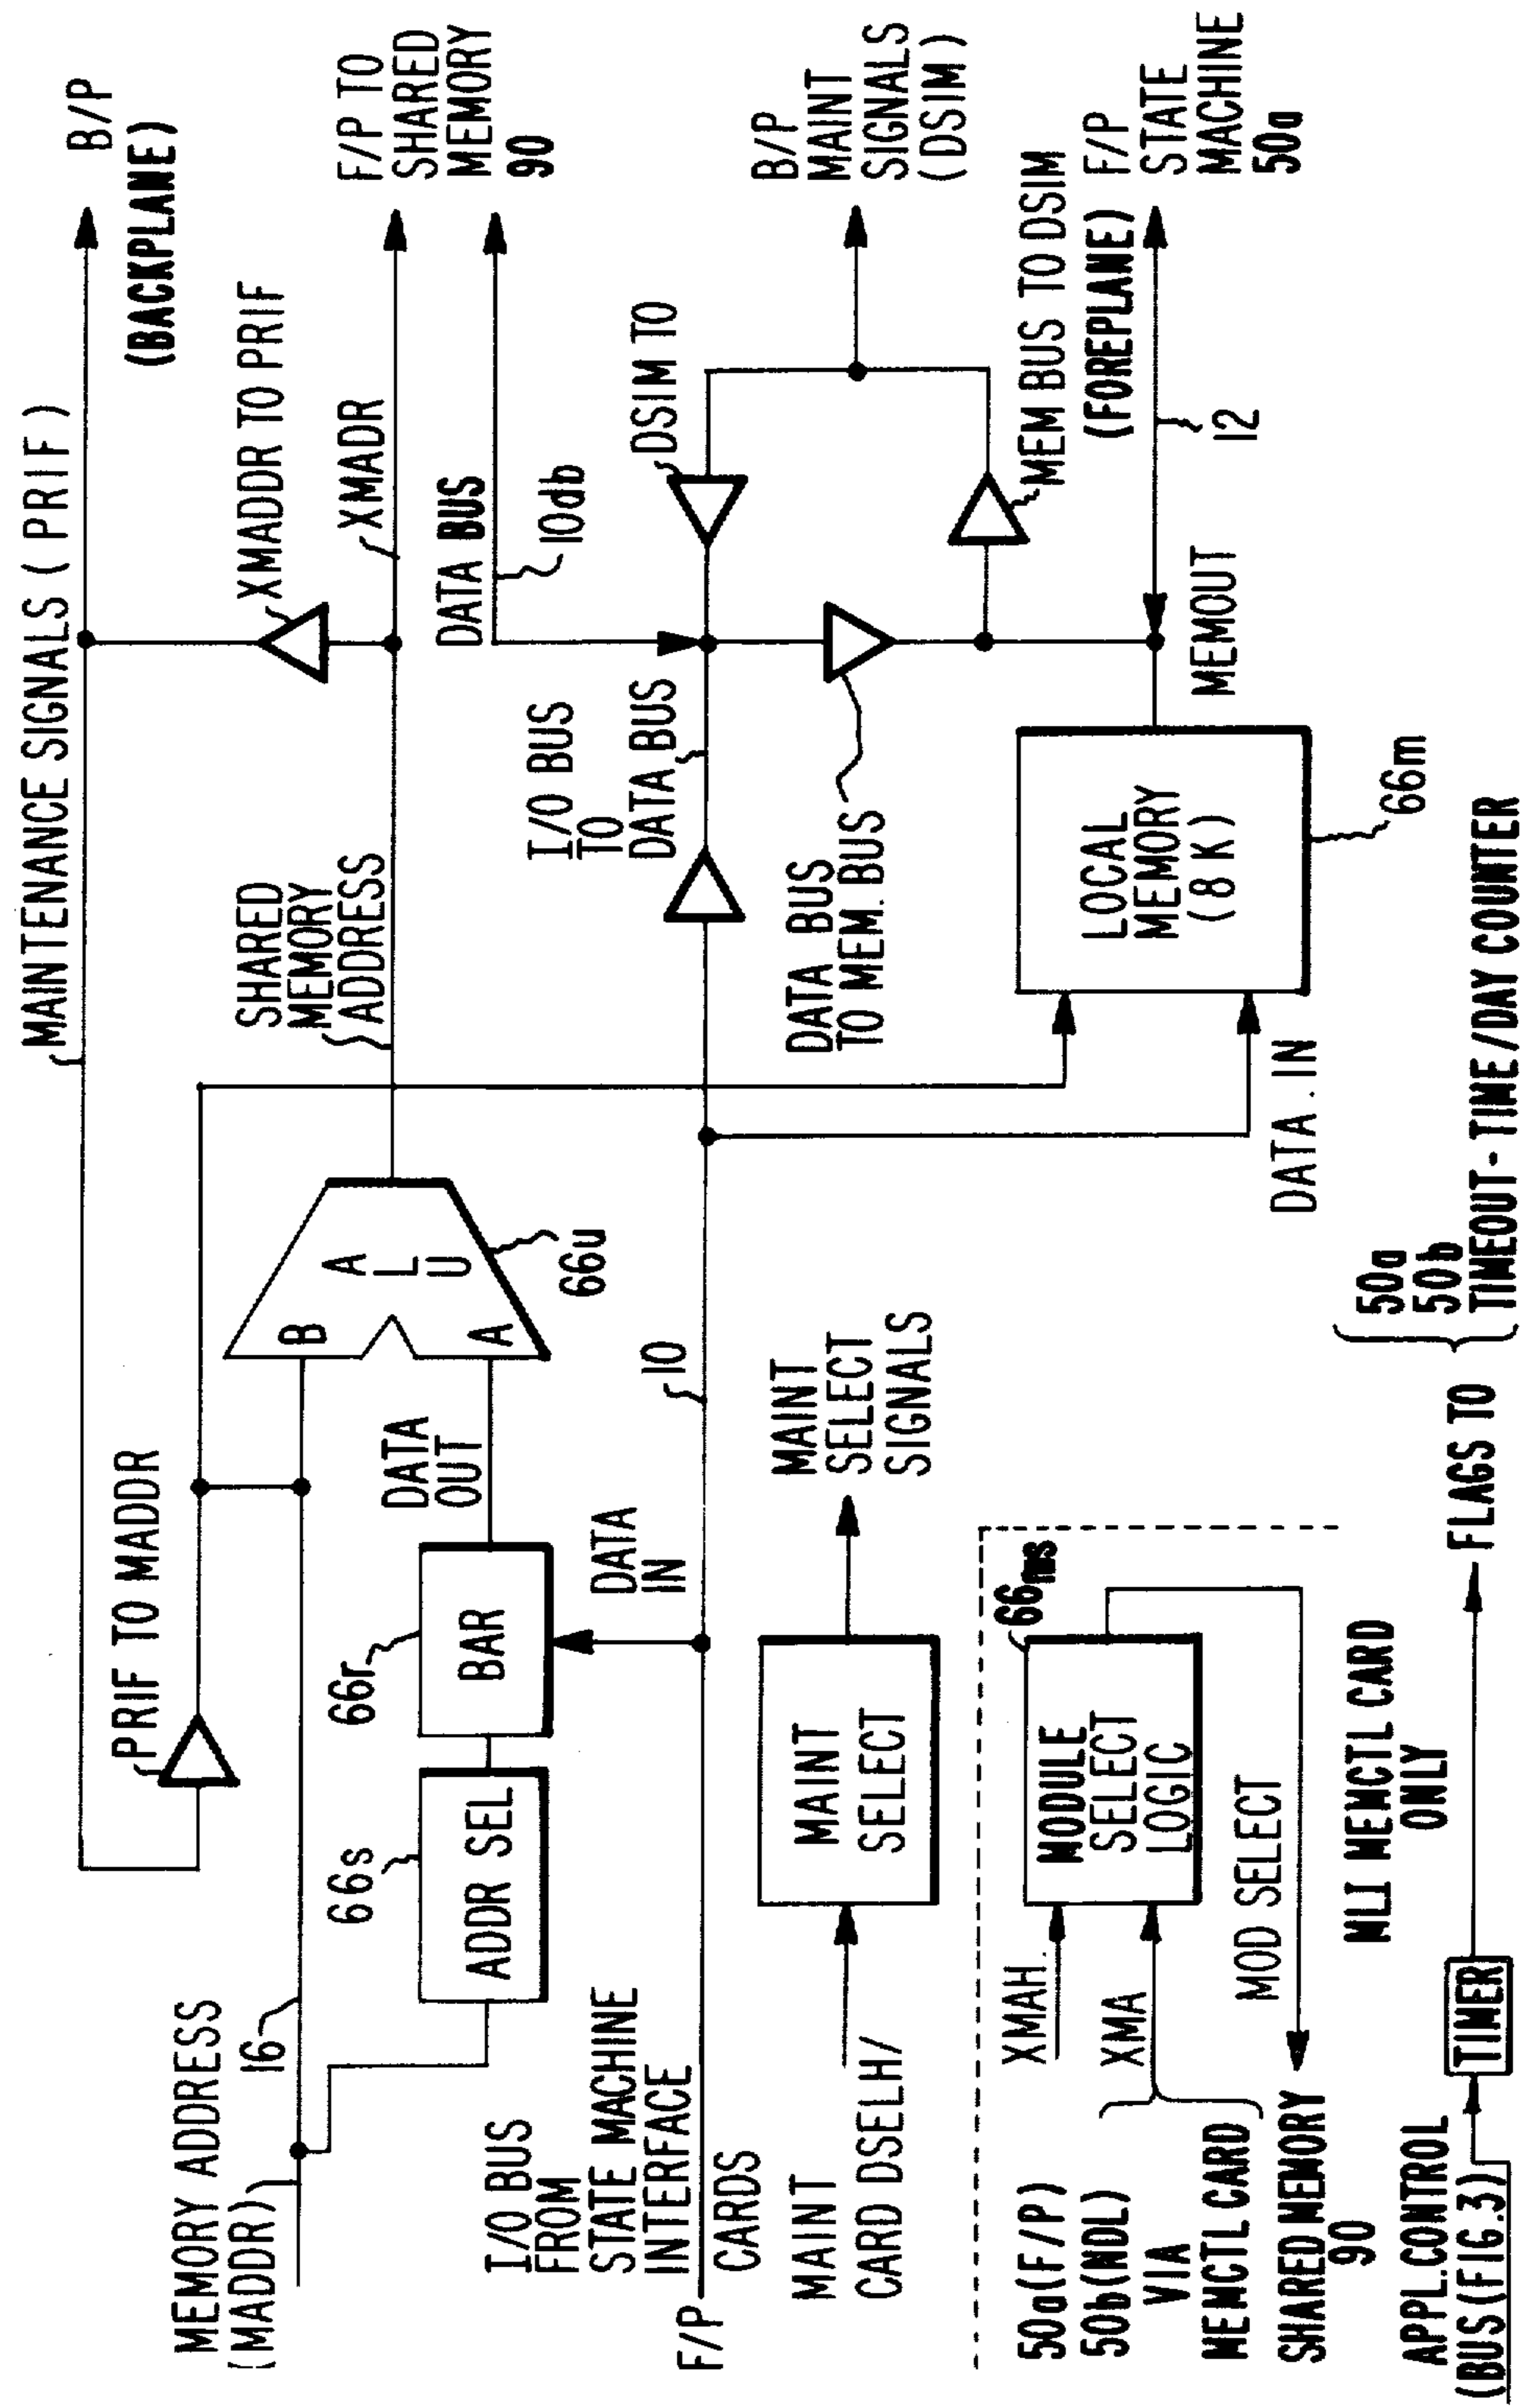 MAINTENANCE SIGNALS (PRIF)
B/P
(BACKPLANE)
PRIF TO MADDR
XMADDR TO PRIF
MEMORY ADDRESS
(MADDR)
16
SHARED
MEMORY
ADDRESS
XMADR
F/P TO
SHARED
MEMORY
90
66s
ADDR SEL
66r
BAR
DATA
OUT
B
A
ALU
66u
DATA BUS
10db
I/O BUS
FROM
STATE MACHINE
INTERFACE
CARDS
F/P
DATA
IN
10
I/O BUS
TO
DATA BUS
DSIM TO
B/P
MAINT
SIGNALS
(DSIM)
DATA BUS
TO MEM. BUS
MEM BUS TO DSIM
(FOREPLANE)
F/P
STATE
MACHINE
50a
12
MEMOUT
LOCAL
MEMORY
(8K)
66m
DATA.IN
MAINT
CARD DSELH/
MAINT
SELECT
MAINT
SELECT
SIGNALS
66ms
XMAH.
XMA
MODULE
SELECT
LOGIC
MOD SELECT
50a(F/P)
50b(NDL)
VIA
MEMCTL CARD
SHARED MEMORY
90
MLI MEMCTL CARD
ONLY
APPL.CONTROL
(BUS(FIG.3)
TIMER
FLAGS TO
50a
50b
TIMEOUT-TIME/DAY COUNTER